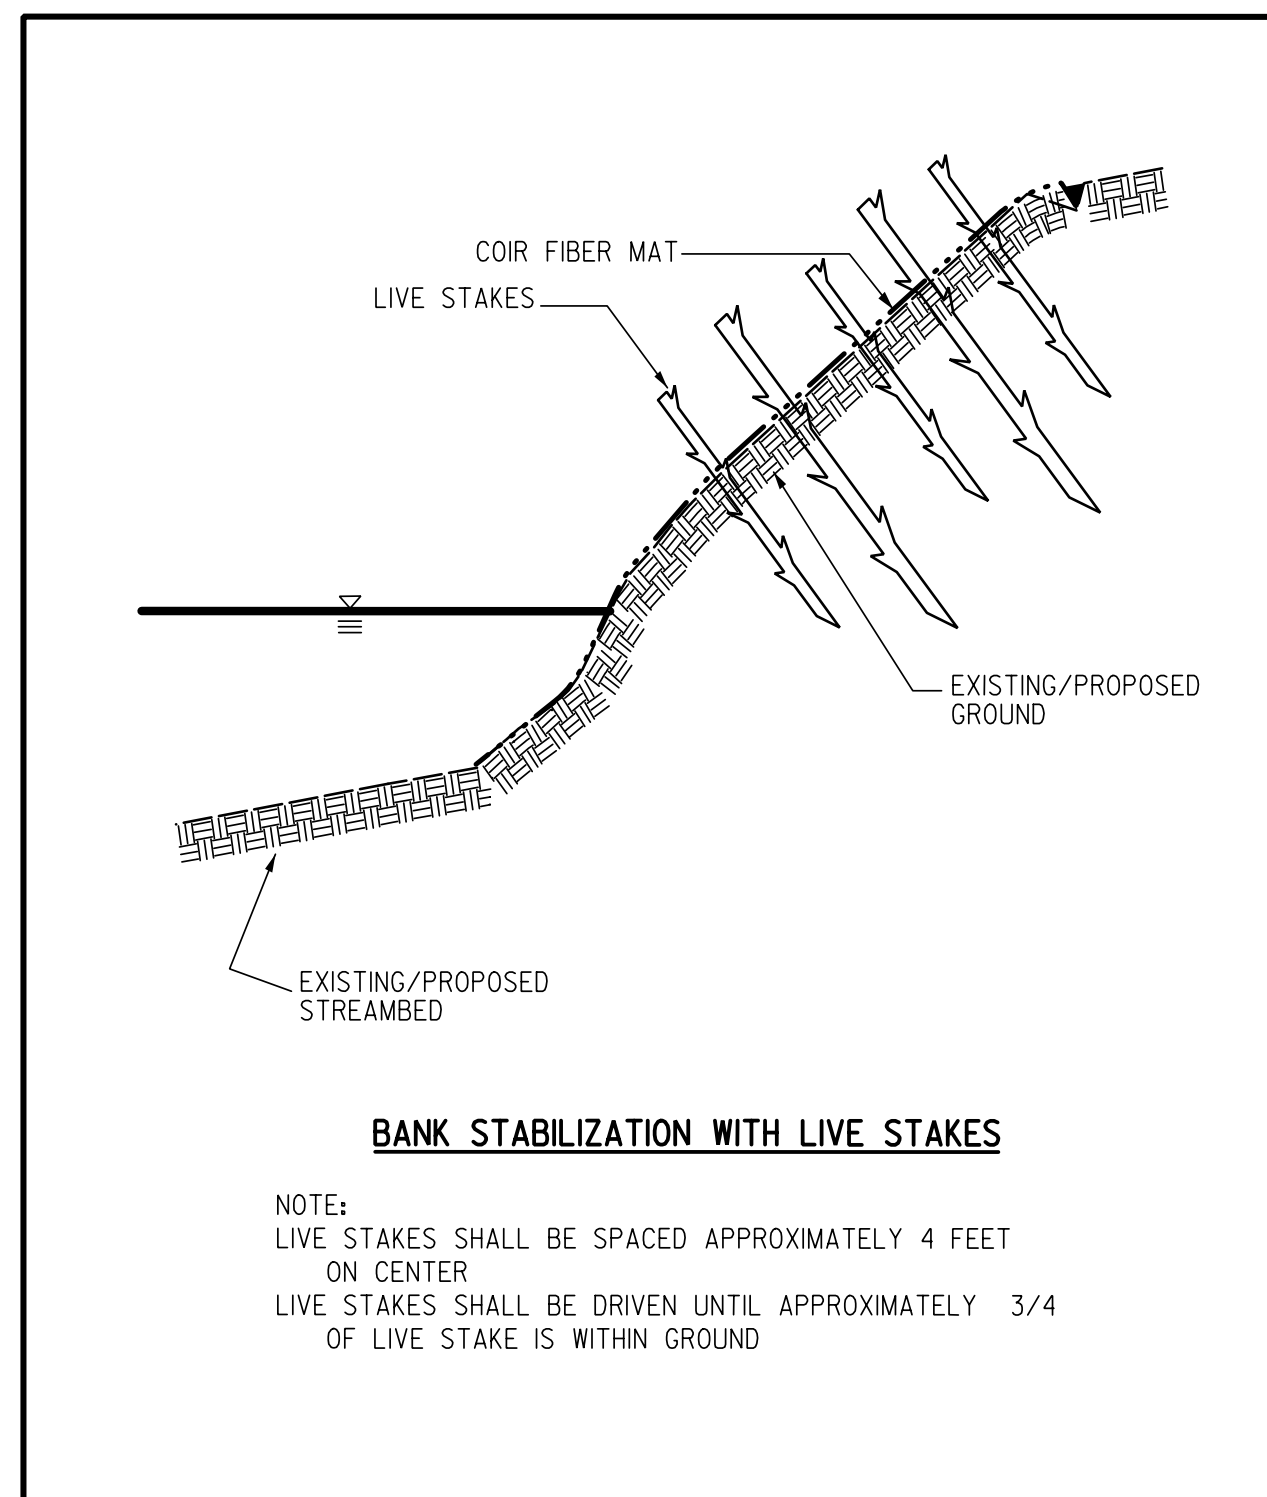 COIR FIBER MAT
LIVE STAKES
EXISTING/PROPOSED
GROUND
EXISTING/PROPOSED
STREAMBED
BANK STABILIZATION WITH LIVE STAKES
NOTE:
LIVE STAKES SHALL BE SPACED APPROXIMATELY 4 FEET
ON CENTER
LIVE STAKES SHALL BE DRIVEN UNTIL APPROXIMATELY 3/4
OF LIVE STAKE IS WITHIN GROUND